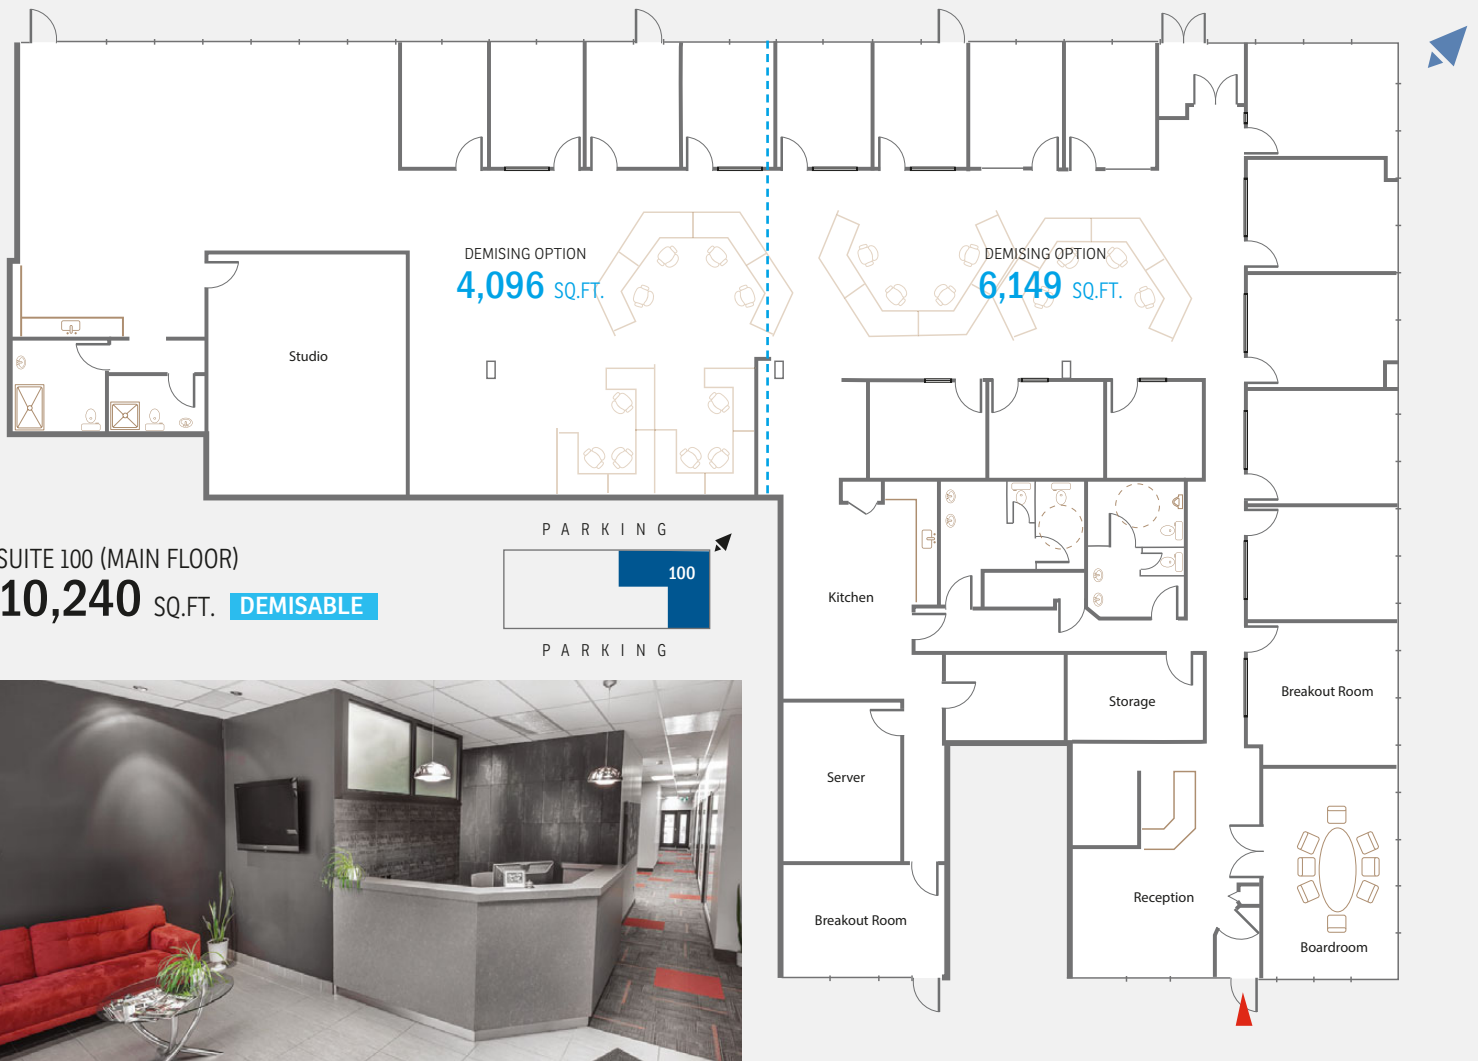 DEMISING OPTION
4,096 SQ.FT.
DEMISING OPTION
6,149 SQ.FT.
Studio
SUITE 100 (MAIN FLOOR)
10,240 SQ.FT. DEMISABLE
PARKING
100
PARKING
Kitchen
Storage
Breakout Room
Server
Reception
Breakout Room
Boardroom